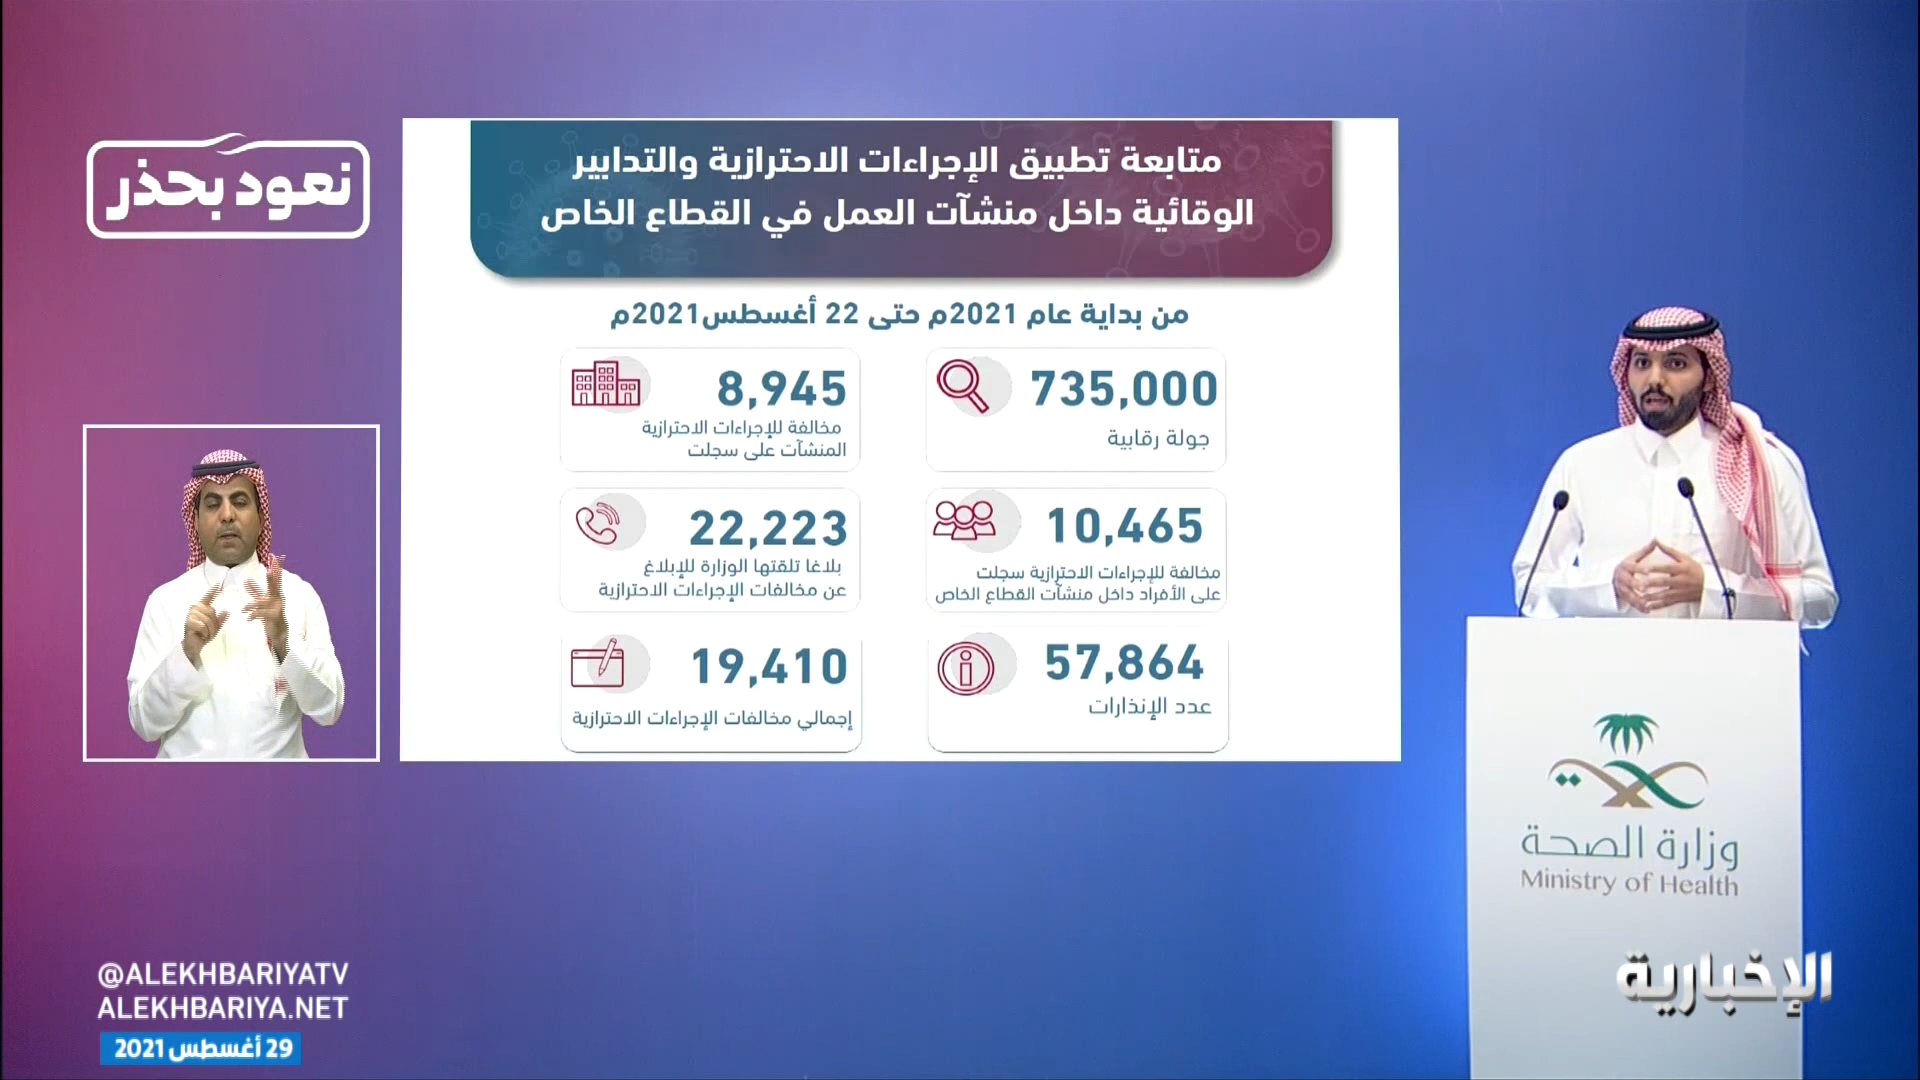 نعود بحذر
متابعة تطبيق الإجراءات الاحترازية والتدابير
الوقائية داخل منشآت العمل في القطاع الخاص
من بداية عام 2021م حتى 22 أغسطس2021م
735,000
جولة رقابية
8,945
مخالفة للإجراءات الاحترازية
المنشآت على سجلت
10,465
مخالفة للإجراءات الاحترازية سجلت
على الأفراد داخل منشآت القطاع الخاص
22,223
بلاغا تلقتها الوزارة للإبلاغ
عن مخالفات الإجراءات الاحترازية
57,864
عدد الإنذارات
19,410
إجمالي مخالفات الإجراءات الاحترازية
وزارة الصحة
Ministry of Health
الإخبارية
@ALEKHBARIYATV
ALEKHBARIYA.NET
29 أغسطس 2021